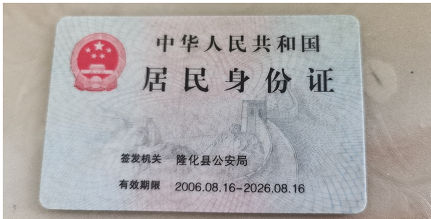 中华人民共和国
居民身份证
签发机关 隆化县公安局
有效期限 2006.08.16-2026.08.16